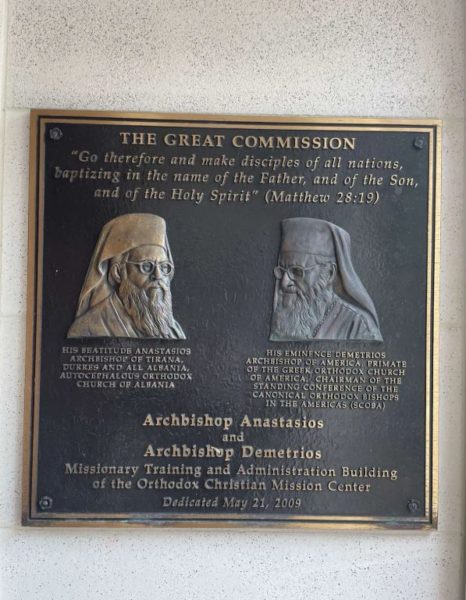 THE GREAT COMMISSION
"Go therefore and make disciples of all nations,
baptizing in the name of the Father, and of the Son,
and of the Holy Spirit" (Matthew 28:19)
HIS BEATITUDE ANASTASIOS
ARCHBISHOP OF TIRANA,
DURRES AND ALL ALBANIA,
AUTOCEPHALOUS ORTHODOX
CHURCH OF ALBANIA
HIS EMINENCE DEMETRIOS
ARCHBISHOP OF AMERICA, PRIMATE
OF THE GREEK ORTHODOX CHURCH
OF AMERICA, CHAIRMAN OF THE
STANDING CONFERENCE OF THE
CANONICAL ORTHODOX BISHOPS
IN THE AMERICAS (SCOBA)
Archbishop Anastasios
and
Archbishop Demetrios
Missionary Training and Administration Building
of the Orthodox Christian Mission Center
Dedicated May 21, 2009